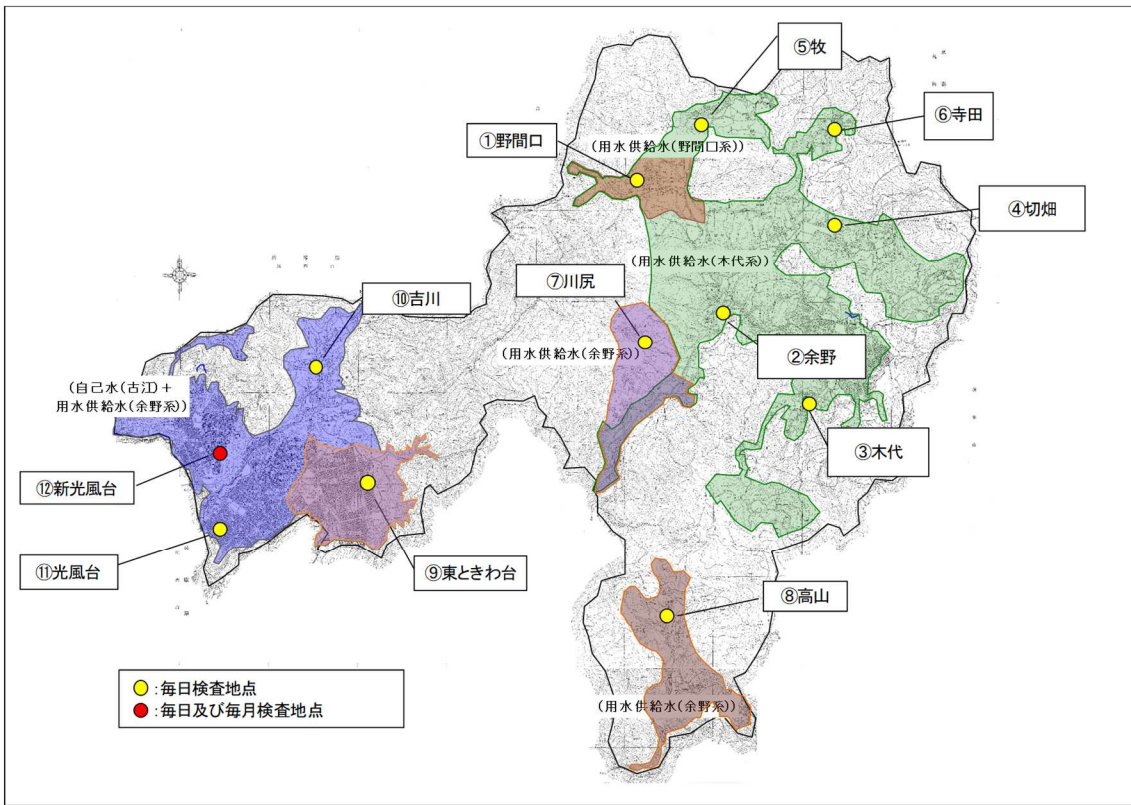 ⑤牧
⑥寺田
①野間口
(用水供給水(野間口系))
④切畑
(用水供給水(木代系))
⑦川尻
⑩吉川
(用水供給水(余野系))
②余野
(自己水(古江)+
用水供給水(余野系))
③木代
⑫新光風台
⑪光風台
⑨東ときわ台
⑧高山
(用水供給水(余野系))
:毎日検査地点
:毎日及び毎月検査地点